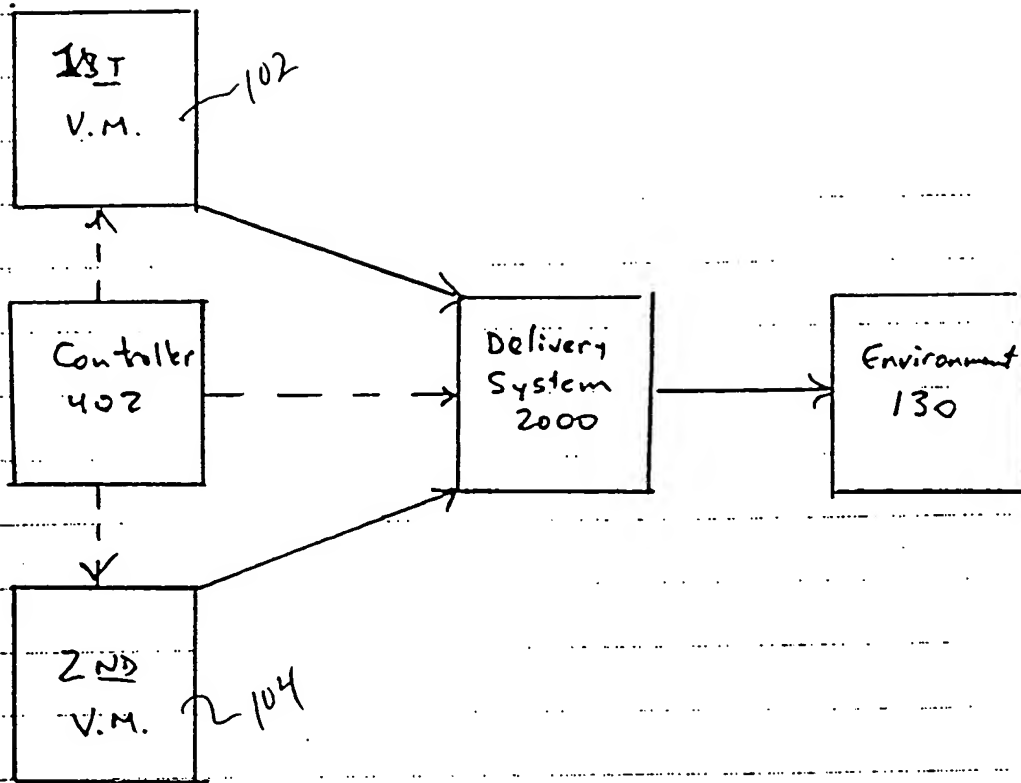 1ST
V.M.
102
Controller
402
Delivery
System
2000
Environment
130
2ND
V.M.
104